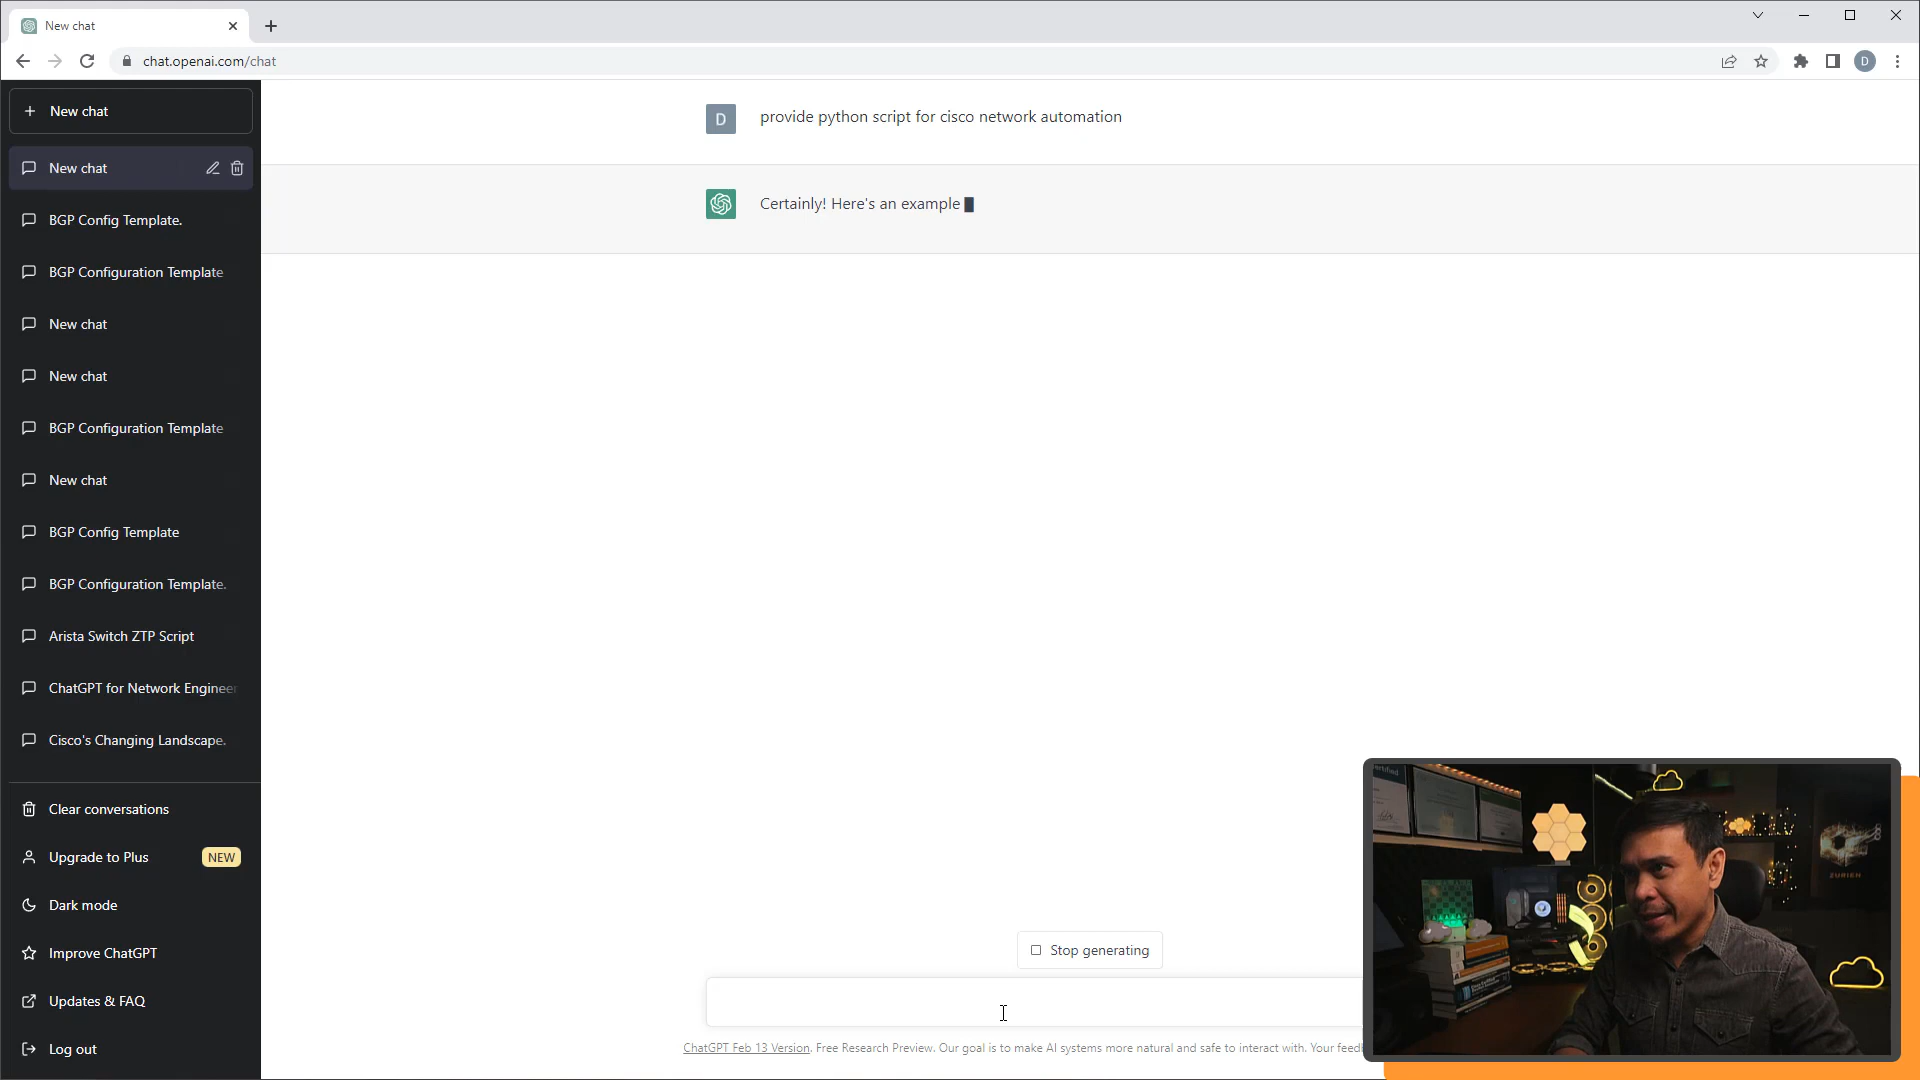 New chat
chat.openai.com/chat
D
New chat
New chat
BGP Config Template.
BGP Configuration Template
New chat
New chat
BGP Configuration Template
New chat
BGP Config Template
BGP Configuration Template.
Arista Switch ZTP Script
ChatGPT for Network Engineer
Cisco's Changing Landscape.
Clear conversations
Upgrade to Plus NEW
Dark mode
Improve ChatGPT
Updates & FAQ
Log out
D provide python script for cisco network automation
Certainly! Here's an example
Stop generating
ChatGPT Feb 13 Version. Free Research Preview. Our goal is to make AI systems more natural and safe to interact with. Your feedb
ZURIEN